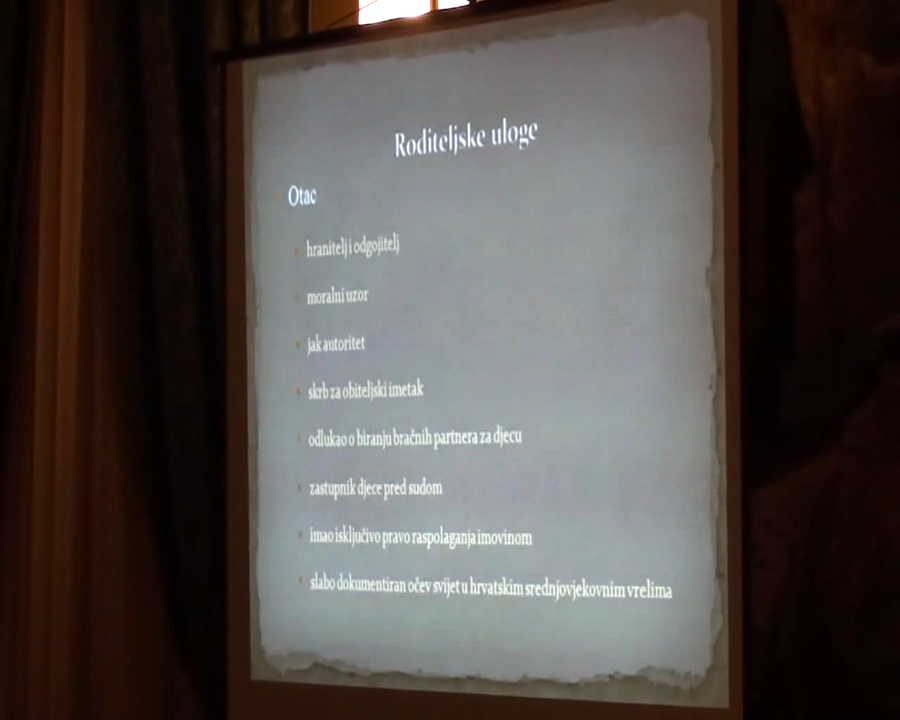 Roditeljske uloge
Otac
hranitelj i odgojitelj
moralni uzor
jak autoritet
skrb za obiteljski imetak
odlukao o biranju bračnih partnera za djecu
zastupnik djece pred sudom
imao isključivo pravo raspolaganja imovinom
slabo dokumentiran očev svijet u hrvatskim srednjovjekovnim vrelima